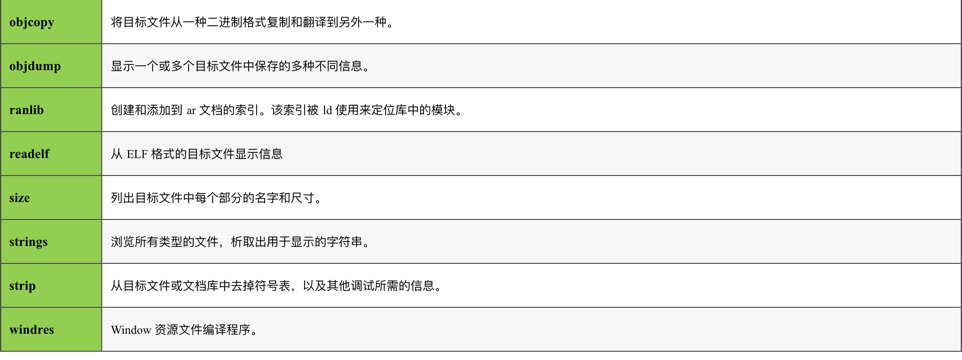 objcopy 将目标文件从一种二进制格式复制和翻译到另外一种。
objdump 显示一个或多个目标文件中保存的多种不同信息。
ranlib 创建和添加到 ar 文档的索引。该索引被 ld 使用来定位库中的模块。
readelf 从 ELF 格式的目标文件显示信息
size 列出目标文件中每个部分的名字和尺寸。
strings 浏览所有类型的文件，析取出用于显示的字符串。
strip 从目标文件或文档库中去掉符号表，以及其他调试所需的信息。
windres Window 资源文件编译程序。